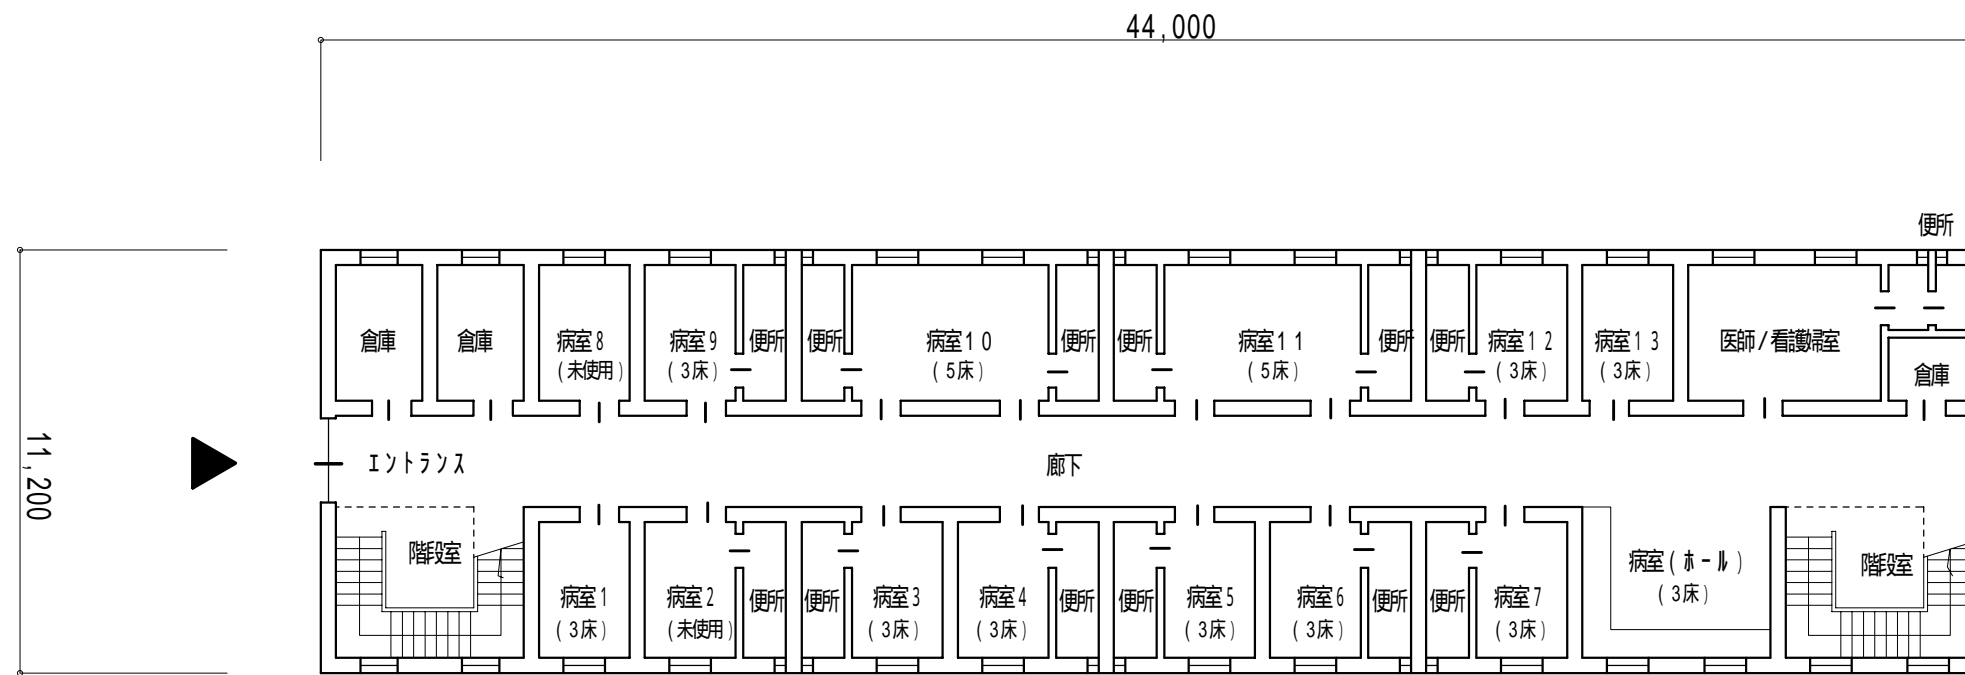 44,000
便所
倉庫
倉庫
病室8
(未使用)
病室9
(3床)
便所
便所
病室10
(5床)
便所
便所
病室11
(5床)
便所
便所
病室12
(3床)
病室13
(3床)
医師/看護婦室
倉庫
11,200
エントランス
廊下
階段室
病室1
(3床)
病室2
(未使用)
便所
便所
病室3
(3床)
病室4
(3床)
便所
便所
病室5
(3床)
病室6
(3床)
便所
便所
病室7
(3床)
病室(ホール)
(3床)
階段室